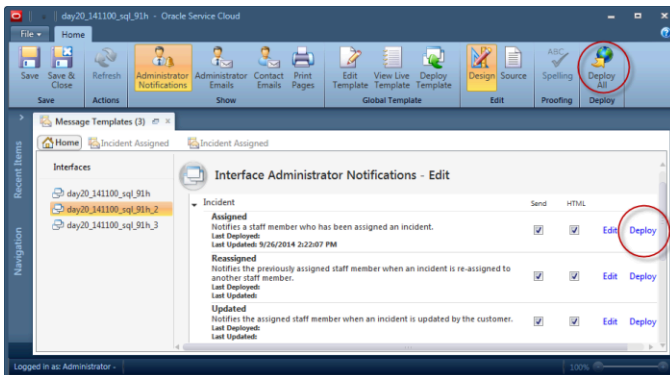 day20_141100_sql_91h - Oracle Service Cloud
File
Home
Save
Save & Close
Refresh
Administrator Notifications
Administrator Emails
Contact Emails
Print Pages
Edit Template
View Live Template
Deploy Template
Design
Source
ABC
Spelling
Deploy All
Save
Actions
Show
Global Template
Edit
Proofing
Deploy
Message Templates (3)
Home
Incident Assigned
Incident Assigned
Recent Items
Navigation
Interfaces
day20_141100_sql_91h
day20_141100_sql_91h_2
day20_141100_sql_91h_3
Interface Administrator Notifications - Edit
Incident
Send
HTML
Assigned
Notifies a staff member who has been assigned an incident.
Last Deployed:
Last Updated: 9/26/2014 2:22:07 PM
Edit
Deploy
Reassigned
Notifies the previously assigned staff member when an incident is re-assigned to
another staff member.
Last Deployed:
Last Updated:
Edit
Deploy
Updated
Notifies the assigned staff member when an incident is updated by the customer.
Last Deployed:
Last Updated:
Edit
Deploy
Logged in as: Administrator -
100%